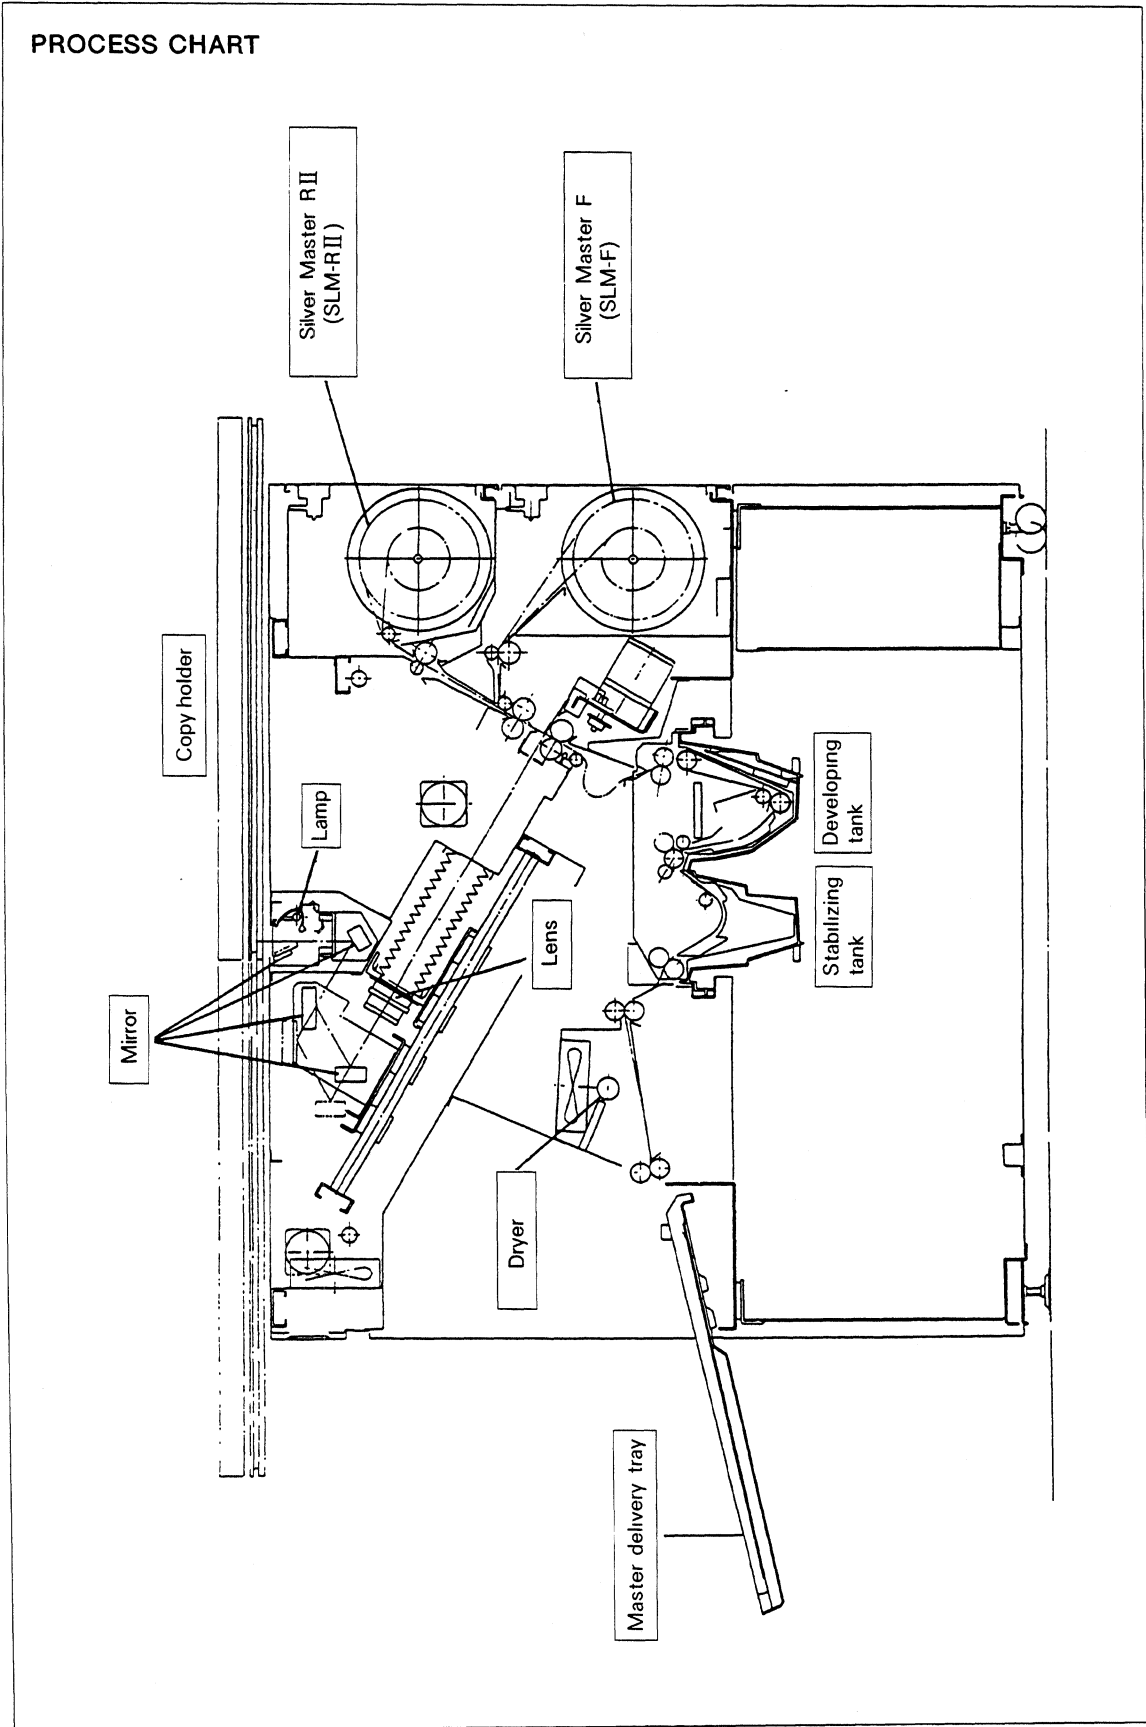 PROCESS CHART
Silver Master RII
(SLM-RII)
Silver Master F
(SLM-F)
Copy holder
Lamp
Mirror
Lens
Developing
tank
Stabilizing
tank
Dryer
Master delivery tray